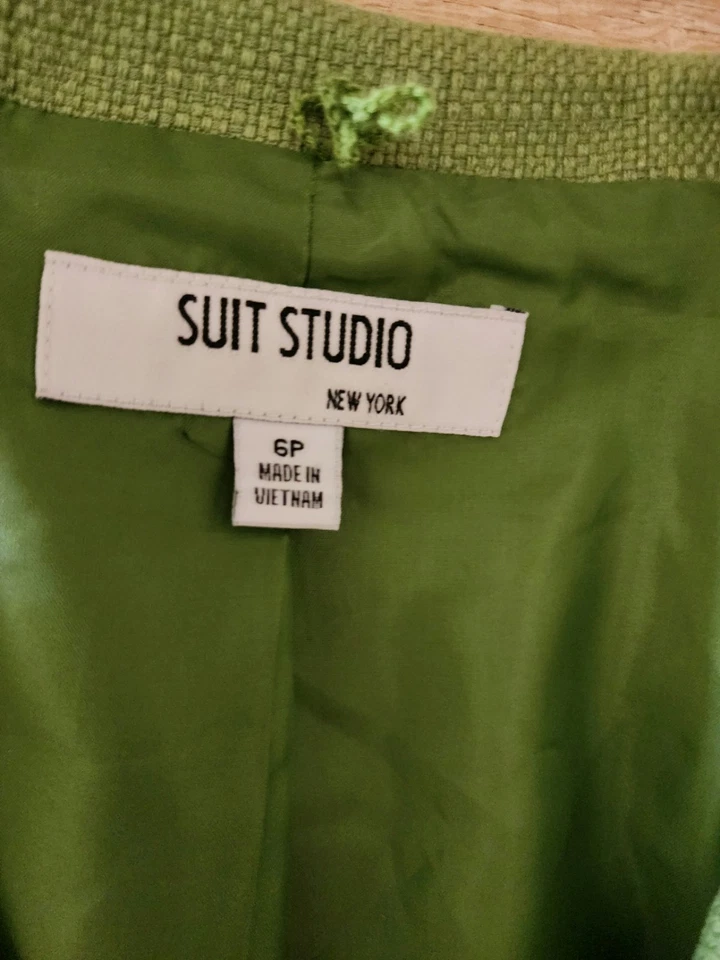 SUIT STUDIO
NEW YORK
6P
MADE IN
VIETNAM